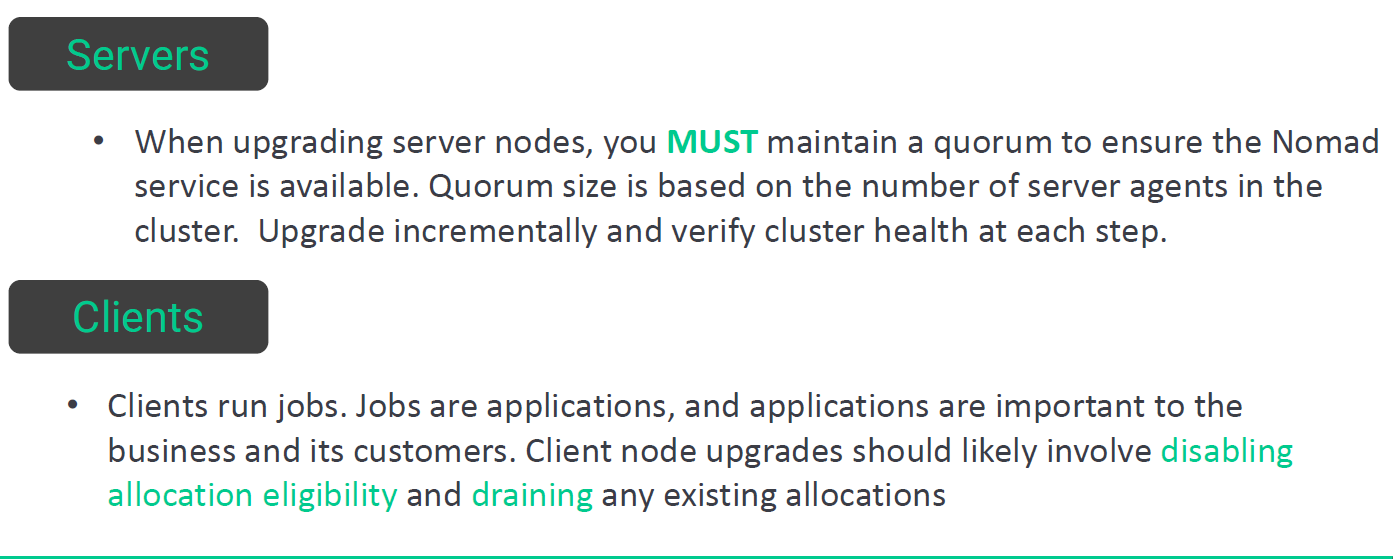 Servers
• When upgrading server nodes, you MUST maintain a quorum to ensure the Nomad
service is available. Quorum size is based on the number of server agents in the
cluster.  Upgrade incrementally and verify cluster health at each step.
Clients
• Clients run jobs. Jobs are applications, and applications are important to the
business and its customers. Client node upgrades should likely involve disabling
allocation eligibility and draining any existing allocations